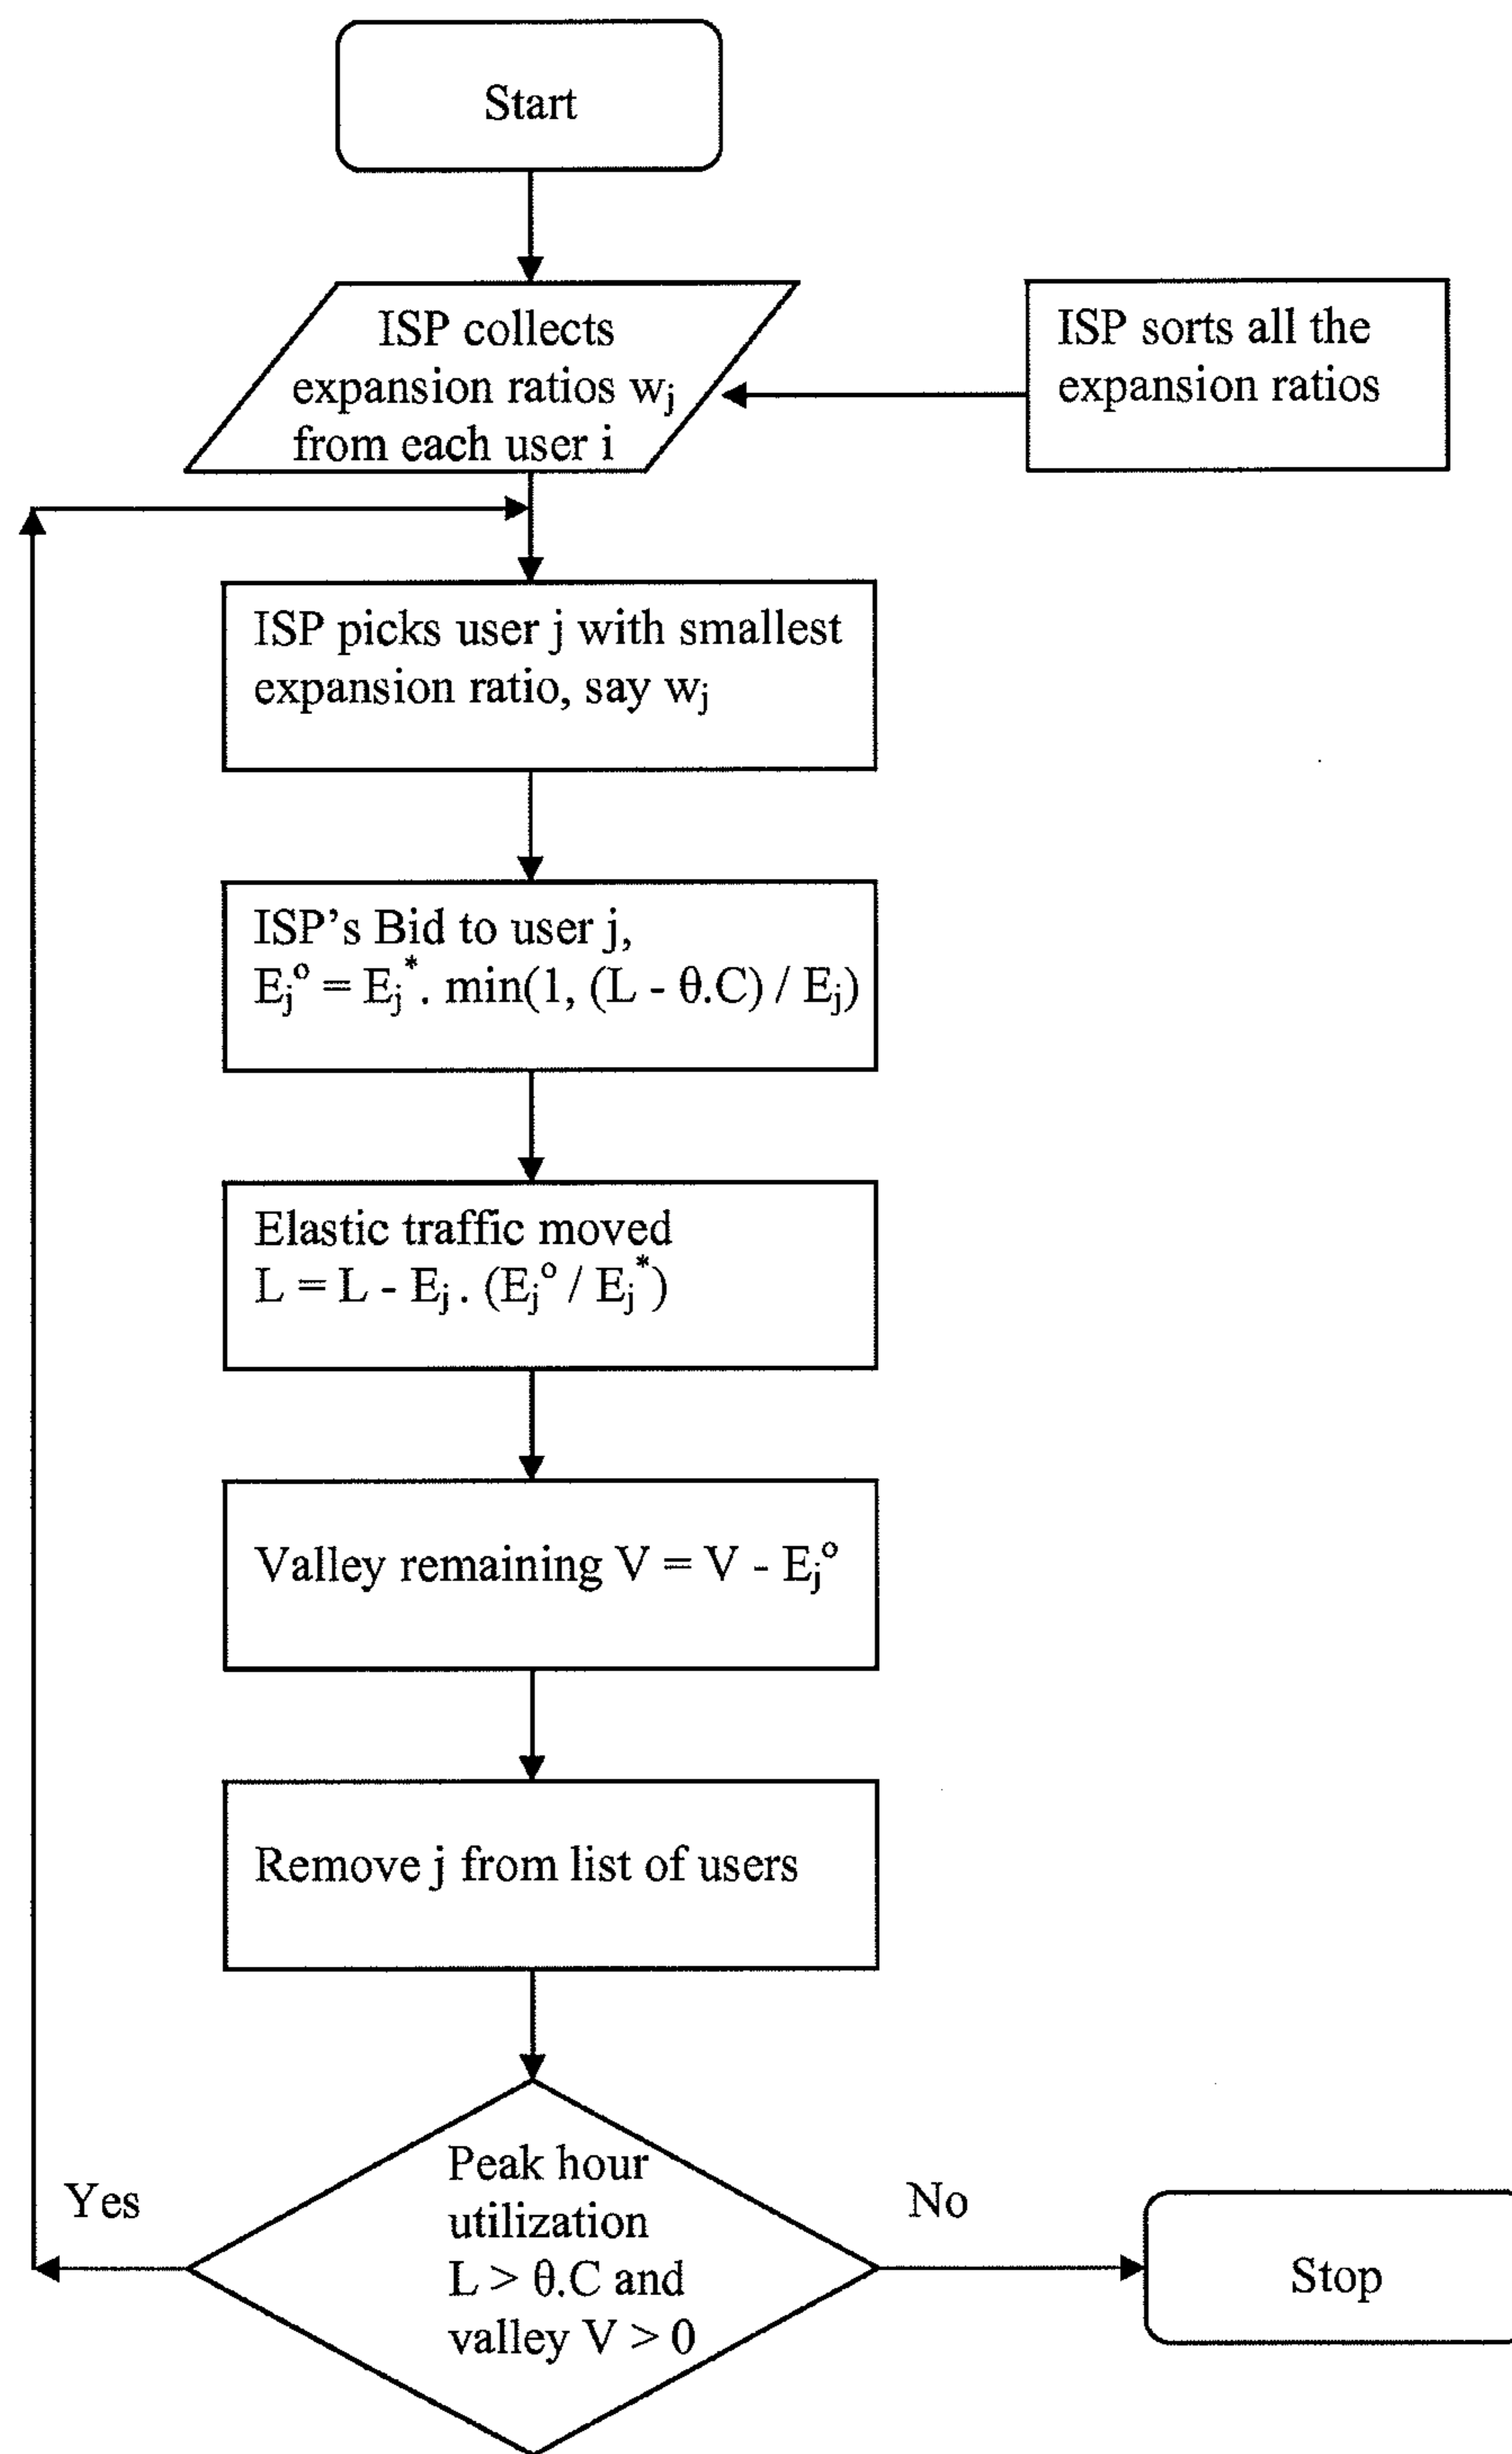 Start
ISP collects
expansion ratios wj
from each user i
ISP sorts all the
expansion ratios
ISP picks user j with smallest
expansion ratio, say wj
ISP's Bid to user j,
Ej° = Ej*. min(1, (L - θ.C) / Ej)
Elastic traffic moved
L = L - Ej . (Ej° / Ej*)
Valley remaining V = V - Ej°
Remove j from list of users
Peak hour
utilization
L > θ.C and
valley V > 0
Yes
No
Stop